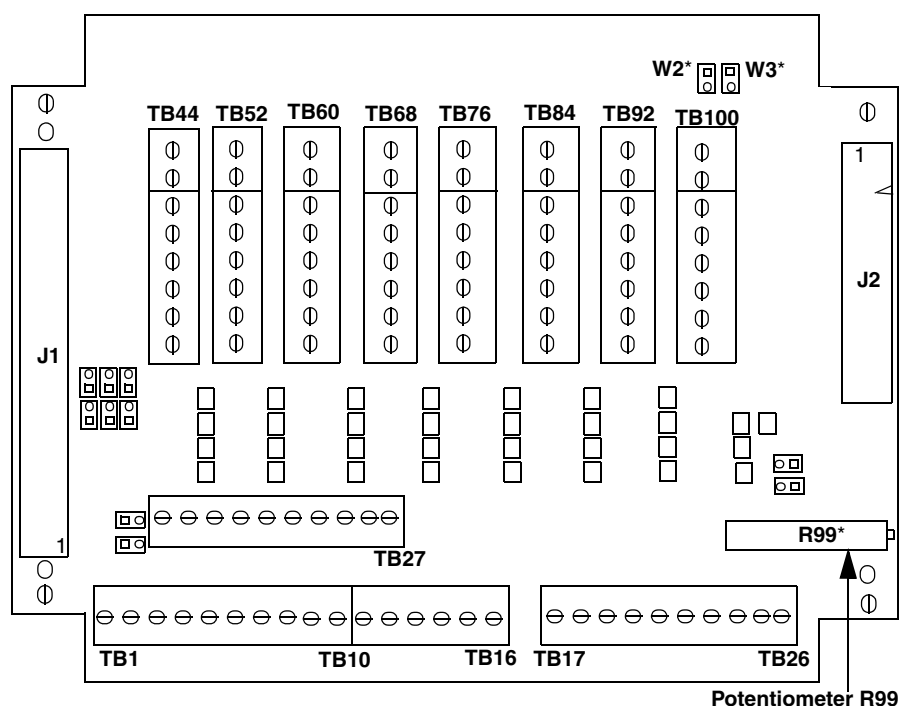 W2* W3*
TB44 TB52 TB60 TB68 TB76 TB84 TB92 TB100
1
J2
J1
1
R99*
TB27
TB1 TB10 TB16 TB17 TB26
Potentiometer R99